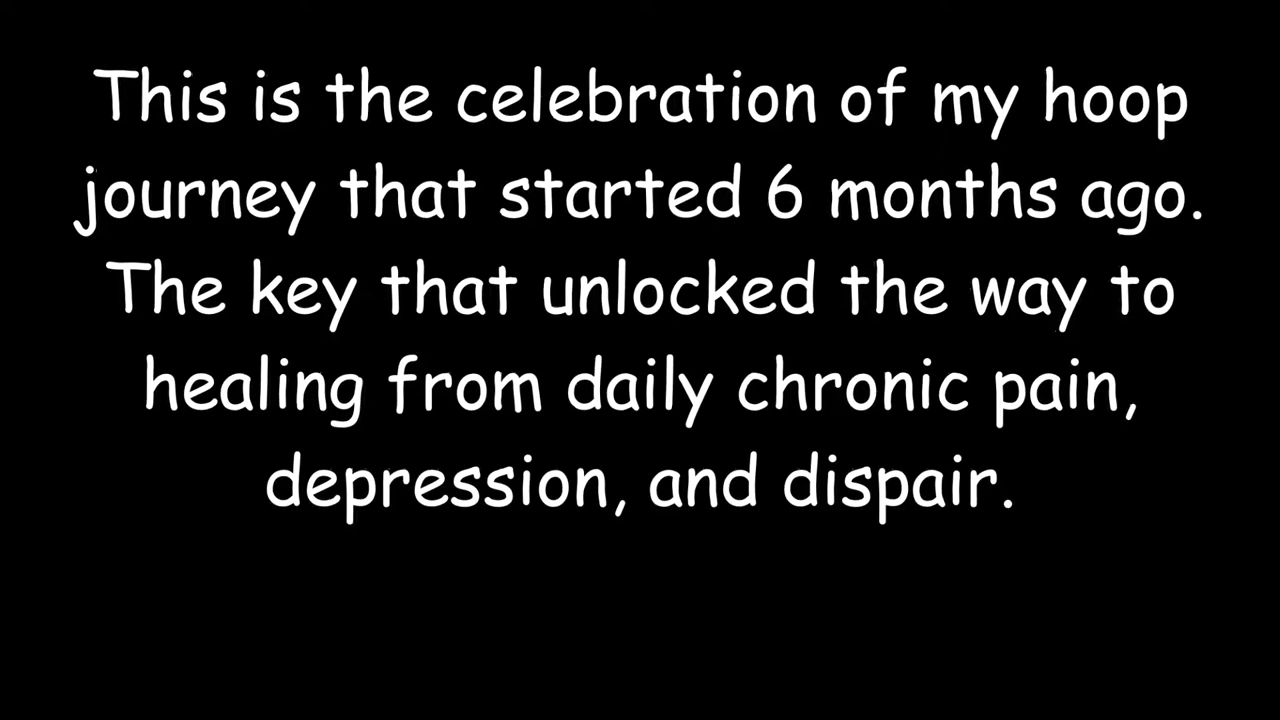 This is the celebration of my hoop
journey that started 6 months ago.
The key that unlocked the way to
healing from daily chronic pain,
depression, and dispair.